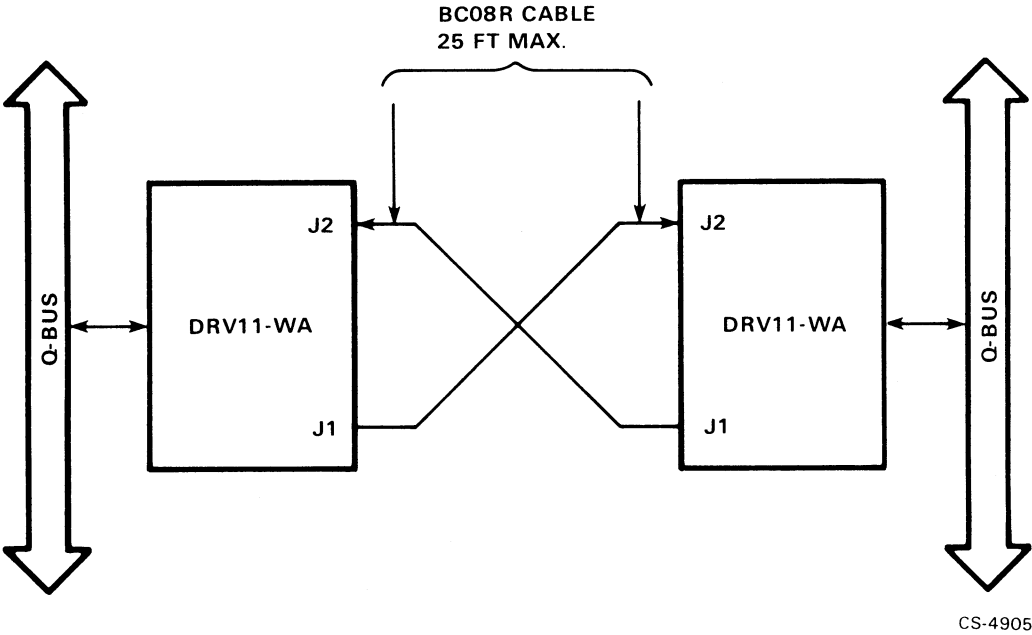 BC08R CABLE
25 FT MAX.
J2
J2
Q-BUS
DRV11-WA
DRV11-WA
Q-BUS
J1
J1
CS-4905